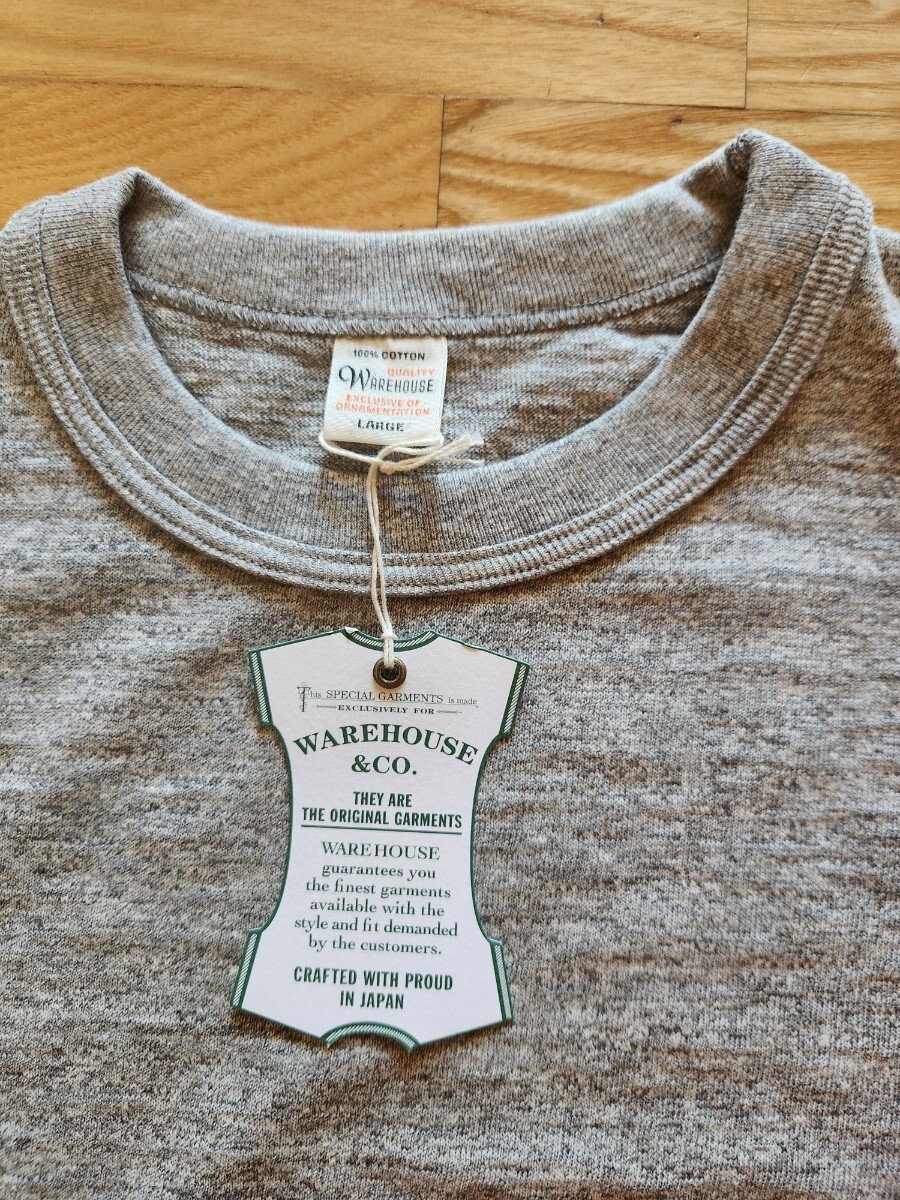 100% COTTON
QUALITY
WAREHOUSE
EXCLUSIVE OF
ORNAMENTATION
LARGE
This SPECIAL GARMENTS is made
EXCLUSIVELY FOR
WAREHOUSE
&CO.
THEY ARE
THE ORIGINAL GARMENTS
WAREHOUSE
guarantees you
the finest garments
available with the
style and fit demanded
by the customers.
CRAFTED WITH PROUD
IN JAPAN